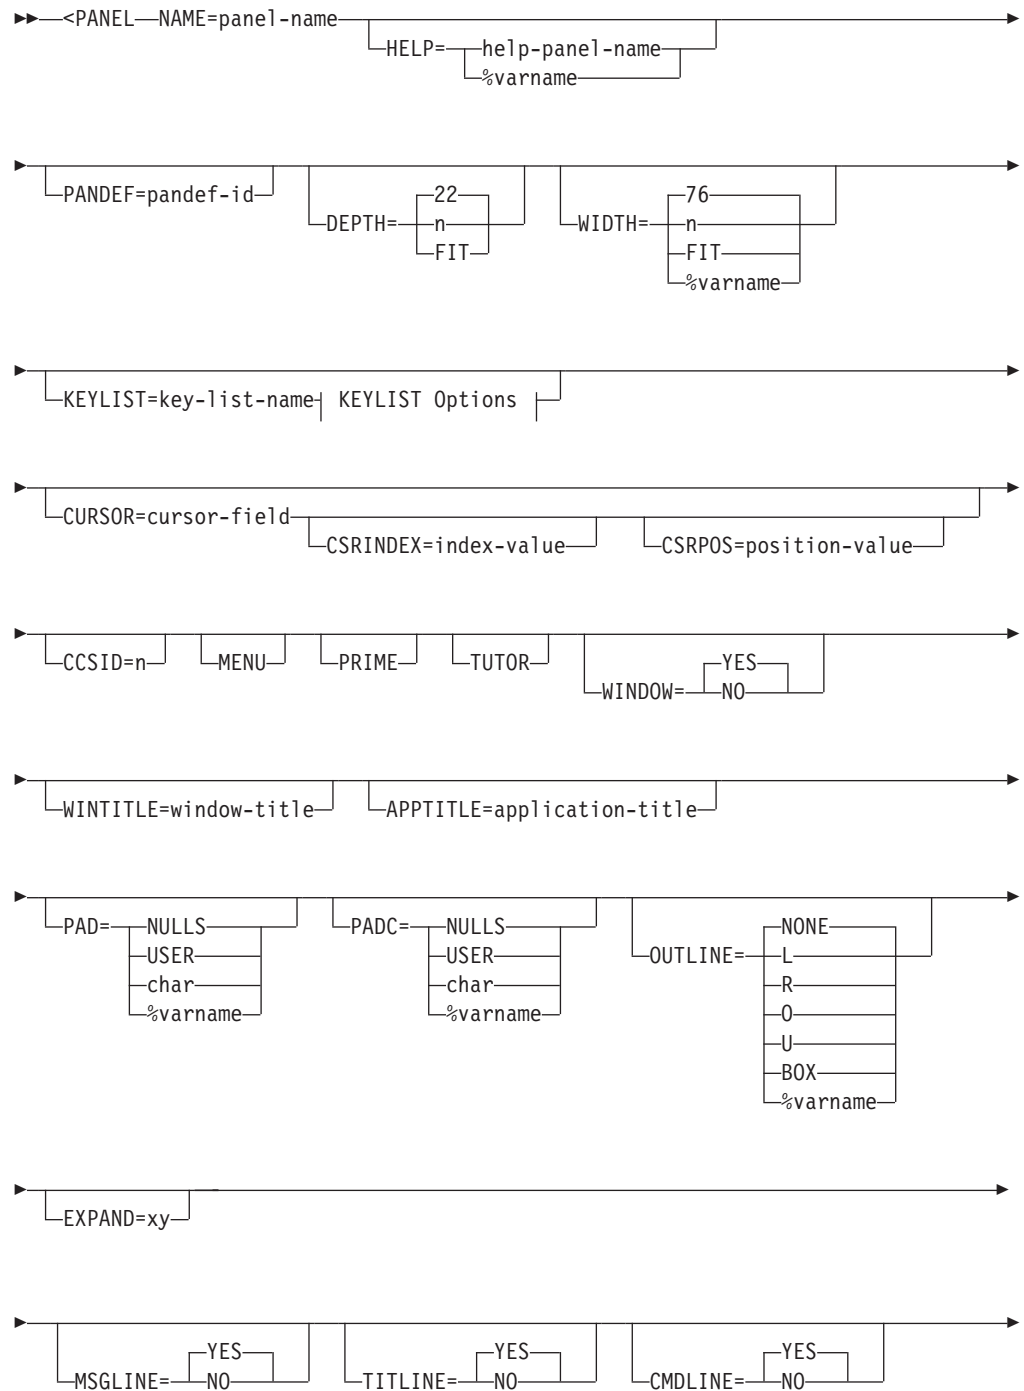 <PANEL NAME=panel-name
HELP= help-panel-name
%varname
PANDEF=pandef-id
DEPTH= 22
n
FIT
WIDTH= 76
n
FIT
%varname
KEYLIST=key-list-name KEYLIST Options
CURSOR=cursor-field
CSRINDEX=index-value
CSRPOS=position-value
CCSID=n
MENU
PRIME
TUTOR
WINDOW= YES
NO
WINTITLE=window-title
APPTITLE=application-title
PAD= NULLS
USER
char
%varname
PADC= NULLS
USER
char
%varname
OUTLINE= NONE
L
R
O
U
BOX
%varname
EXPAND=xy
MSGLINE= YES
NO
TITLINE= YES
NO
CMDLINE= YES
NO